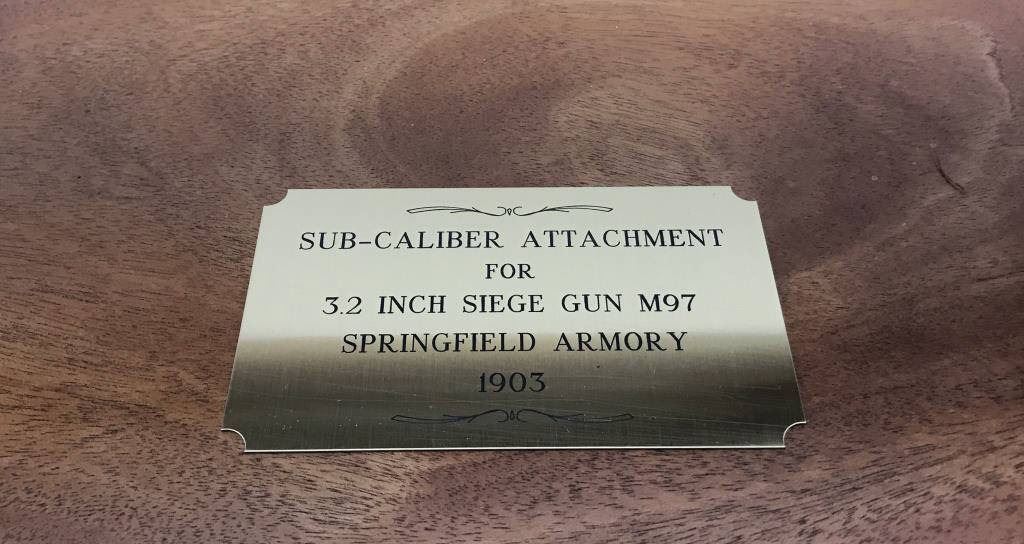 SUB-CALIBER ATTACHMENT
FOR
3.2 INCH SIEGE GUN M97
SPRINGFIELD ARMORY
1903